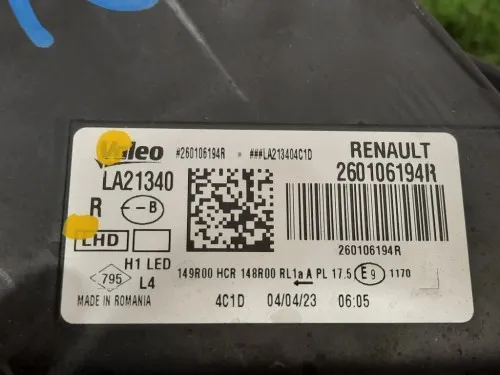 Valeo #260106194R • ###LA213404C1D RENAULT
LA21340 260106194R
R B
LHD 260106194R
H1 LED 149R00 HCR 148R00 RL1a A PL 17.5 E9 1170
795 L4
MADE IN ROMANIA 4C1D 04/04/23 06:05